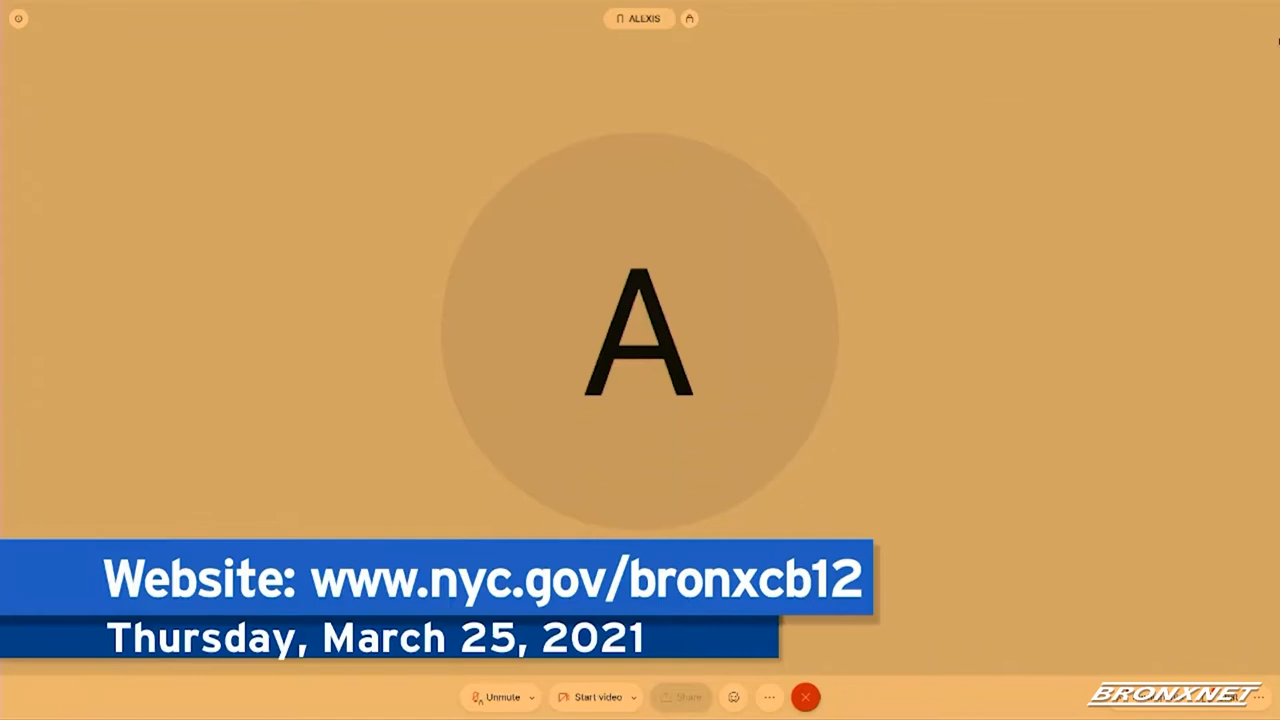 ALEXIS
A
Website: www.nyc.gov/bronxcb12
Thursday, March 25, 2021
Unmute
Start video
Share
BRONXNET